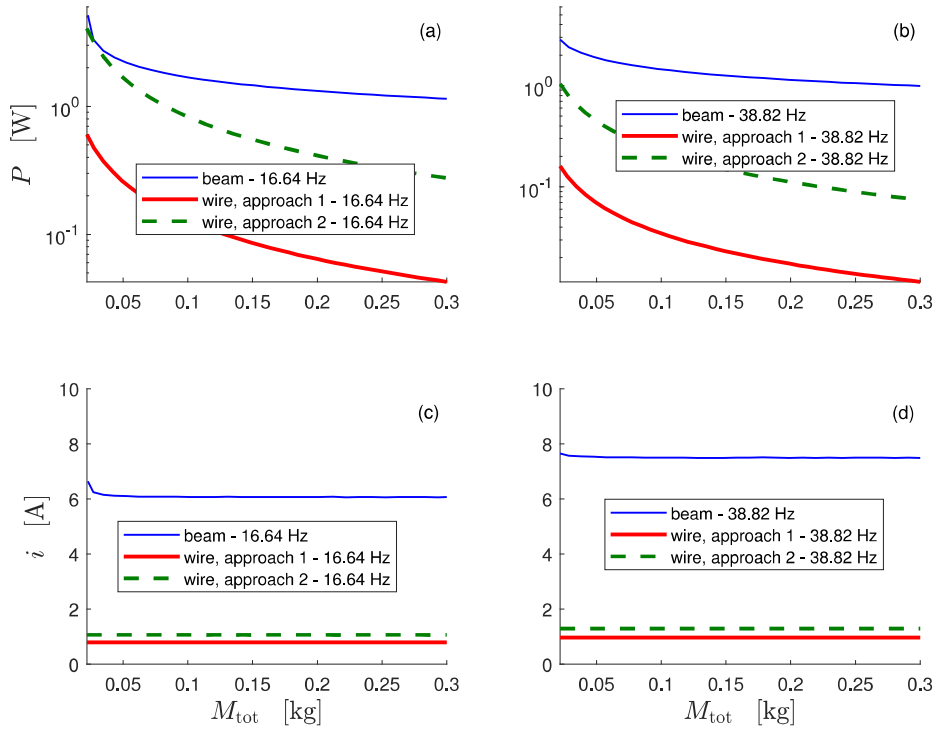 (a)
P [W]
10^0
10^-1
beam - 16.64 Hz
wire, approach 1 - 16.64 Hz
wire, approach 2 - 16.64 Hz
0.05 0.1 0.15 0.2 0.25 0.3
(b)
10^0
10^-1
beam - 38.82 Hz
wire, approach 1 - 38.82 Hz
wire, approach 2 - 38.82 Hz
0.05 0.1 0.15 0.2 0.25 0.3
(c)
i [A]
10
8
6
4
2
0
beam - 16.64 Hz
wire, approach 1 - 16.64 Hz
wire, approach 2 - 16.64 Hz
0.05 0.1 0.15 0.2 0.25 0.3
M_tot [kg]
(d)
10
8
6
4
2
0
beam - 38.82 Hz
wire, approach 1 - 38.82 Hz
wire, approach 2 - 38.82 Hz
0.05 0.1 0.15 0.2 0.25 0.3
M_tot [kg]